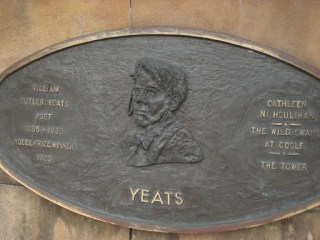 WILLIAM
BUTLER YEATS
POET
1865-1939
NOBEL PRIZE WINNER
1923
CATHLEEN
NI HOULIHAN
&
THE WILD SWANS
AT COOLE
&
THE TOWER
YEATS